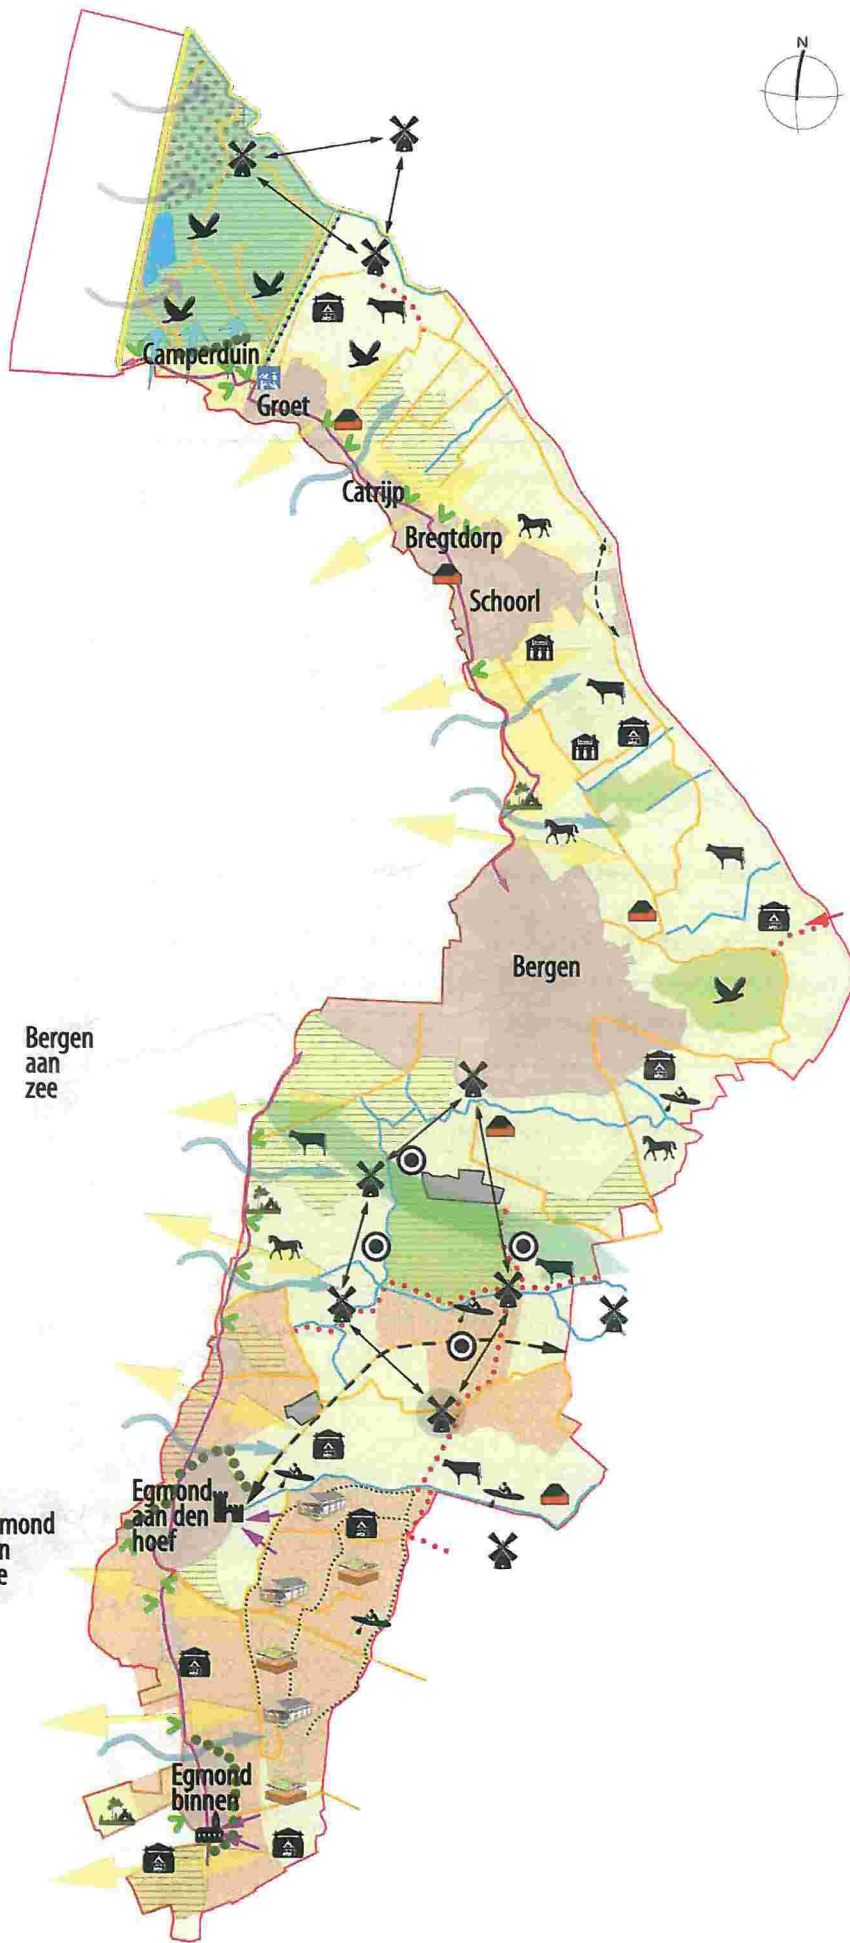 N
Camperduin
Groet
Catrijp
Bregtdorp
Schoorl
Bergen
Bergen
aan
zee
Egmond
aan den
hoef
mond
n
e
Egmond
binnen